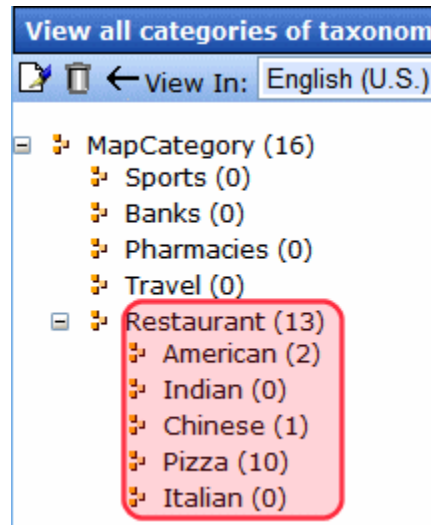 View all categories of taxonom
View In: English (U.S.)
MapCategory (16)
Sports (0)
Banks (0)
Pharmacies (0)
Travel (0)
Restaurant (13)
American (2)
Indian (0)
Chinese (1)
Pizza (10)
Italian (0)